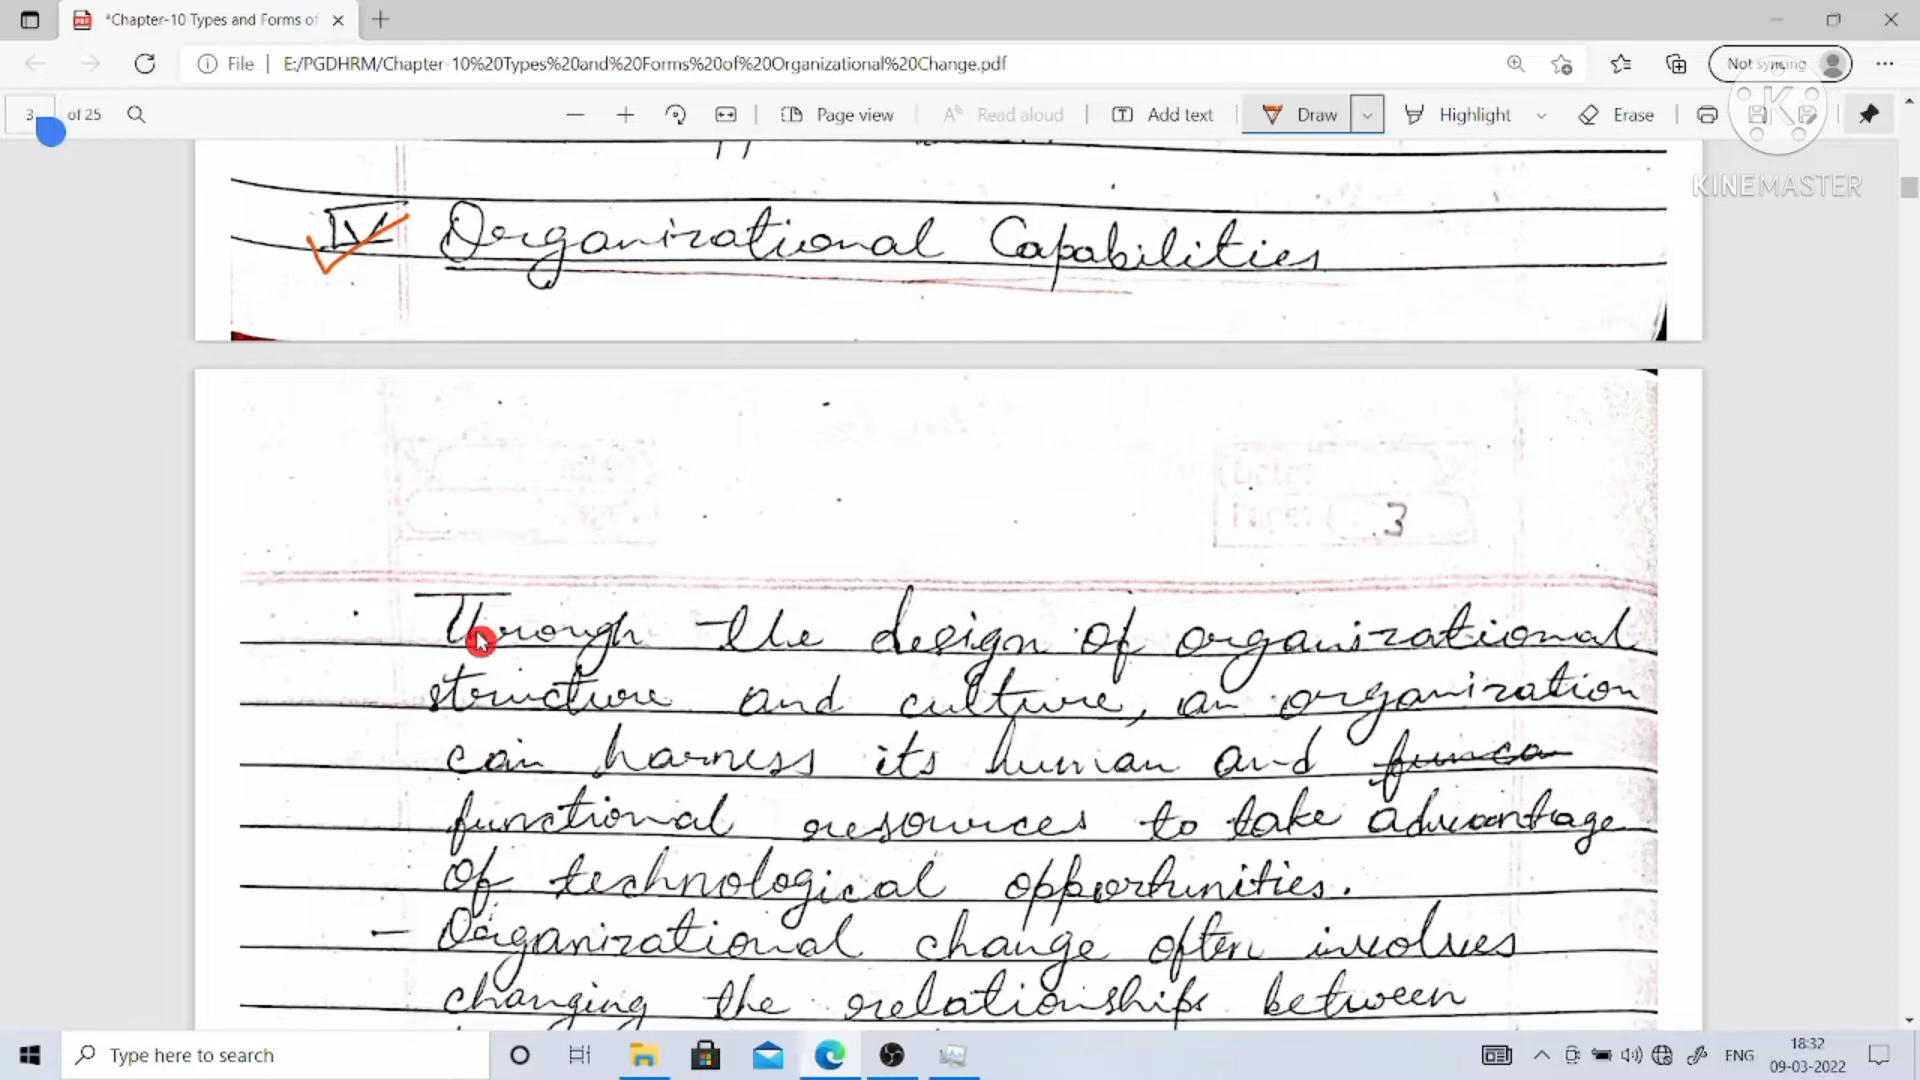 *Chapter-10 Types and Forms of
File
E:/PGDHRM/Chapter-10%20Types%20and%20Forms%20of%20Organizational%20Change.pdf
Not syncing
3 of 25
Page view
Read aloud
Add text
Draw
Highlight
Erase
KINEMASTER
IV Organizational Capabilities
3
Through the design of organizational
structure and culture, an organization
can harness its human and
functional resources to take advantage
of technological opportunities.
- Organizational change often involves
changing the relationships between
Type here to search
ENG
18:32
09-03-2022